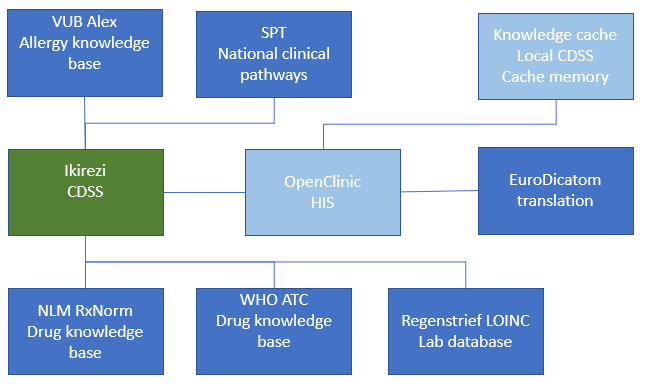 VUB Alex
Allergy knowledge
base
SPT
National clinical
pathways
Knowledge cache
Local CDSS
Cache memory
Ikirezi
CDSS
OpenClinic
HIS
EuroDicatom
translation
NLM RxNorm
Drug knowledge
base
WHO ATC
Drug knowledge
base
Regenstrief LOINC
Lab database